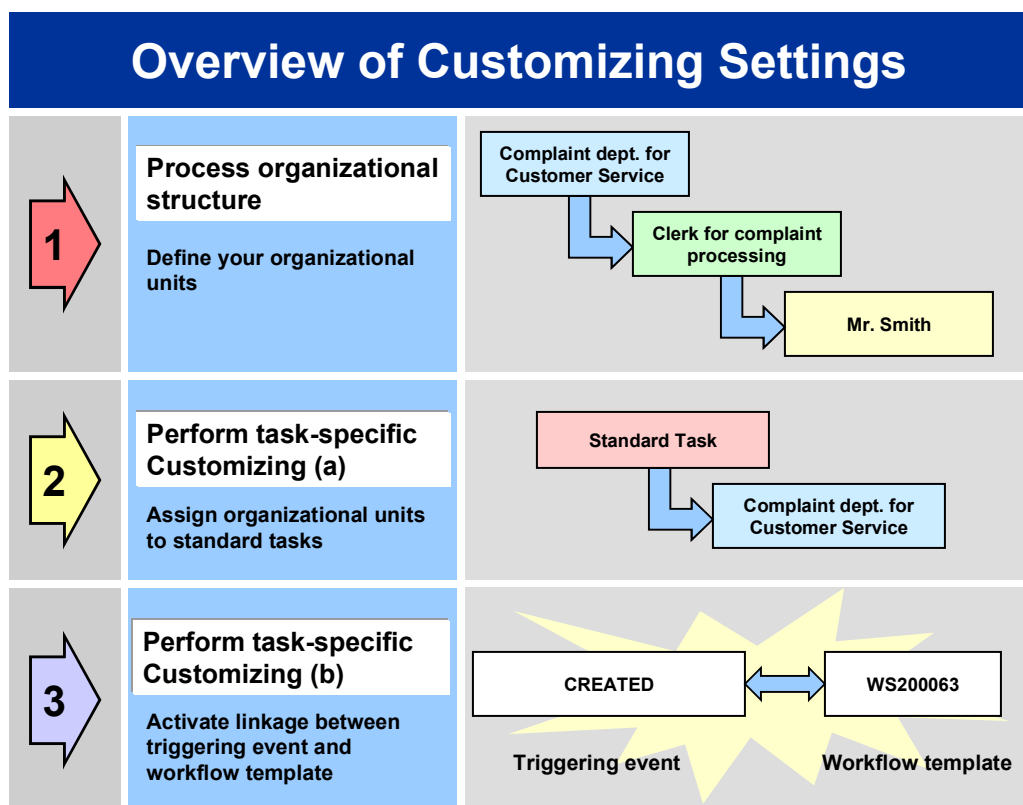 Overview of Customizing Settings
1
Process organizational
structure
Define your organizational
units
Complaint dept. for
Customer Service
Clerk for complaint
processing
Mr. Smith
2
Perform task-specific
Customizing (a)
Assign organizational units
to standard tasks
Standard Task
Complaint dept. for
Customer Service
3
Perform task-specific
Customizing (b)
Activate linkage between
triggering event and
workflow template
CREATED
WS200063
Triggering event
Workflow template